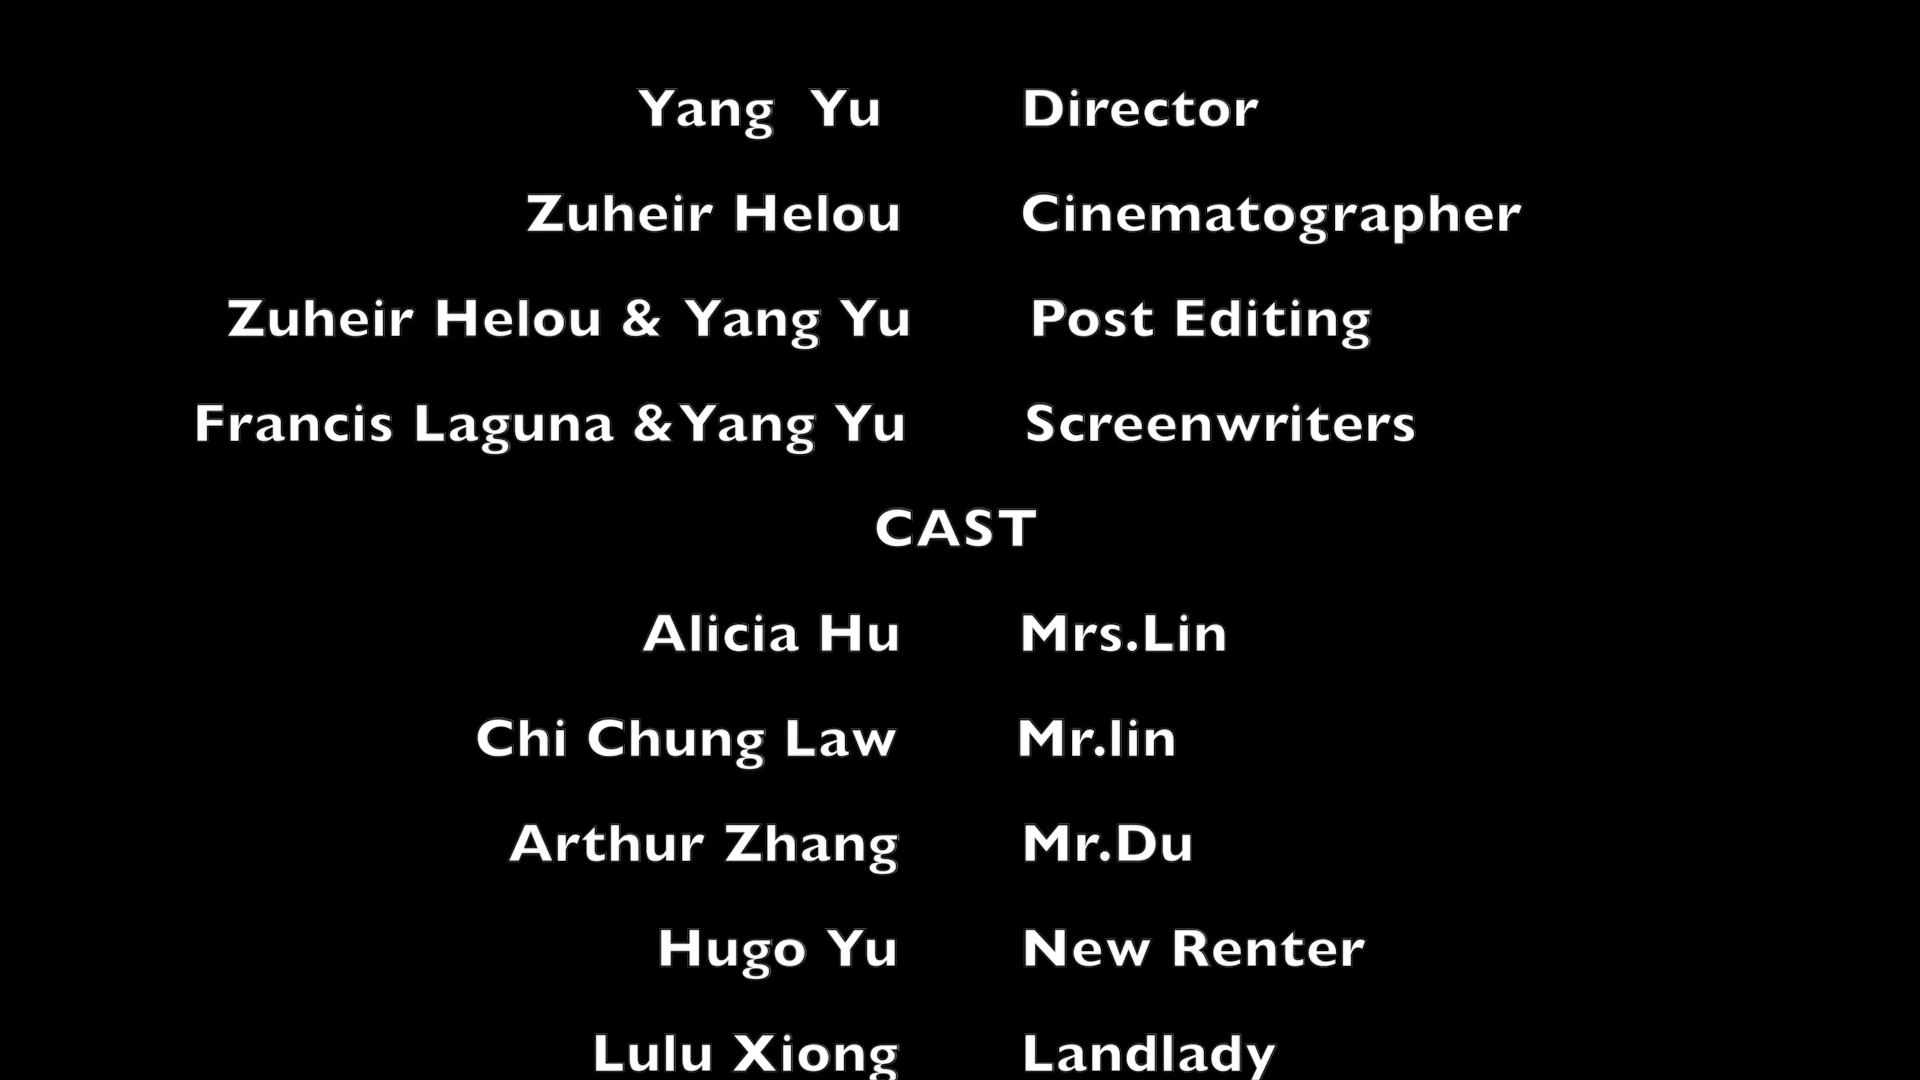 Yang Yu Director
Zuheir Helou Cinematographer
Zuheir Helou & Yang Yu Post Editing
Francis Laguna &Yang Yu Screenwriters
CAST
Alicia Hu Mrs.Lin
Chi Chung Law Mr.lin
Arthur Zhang Mr.Du
Hugo Yu New Renter
Lulu Xiong Landlady